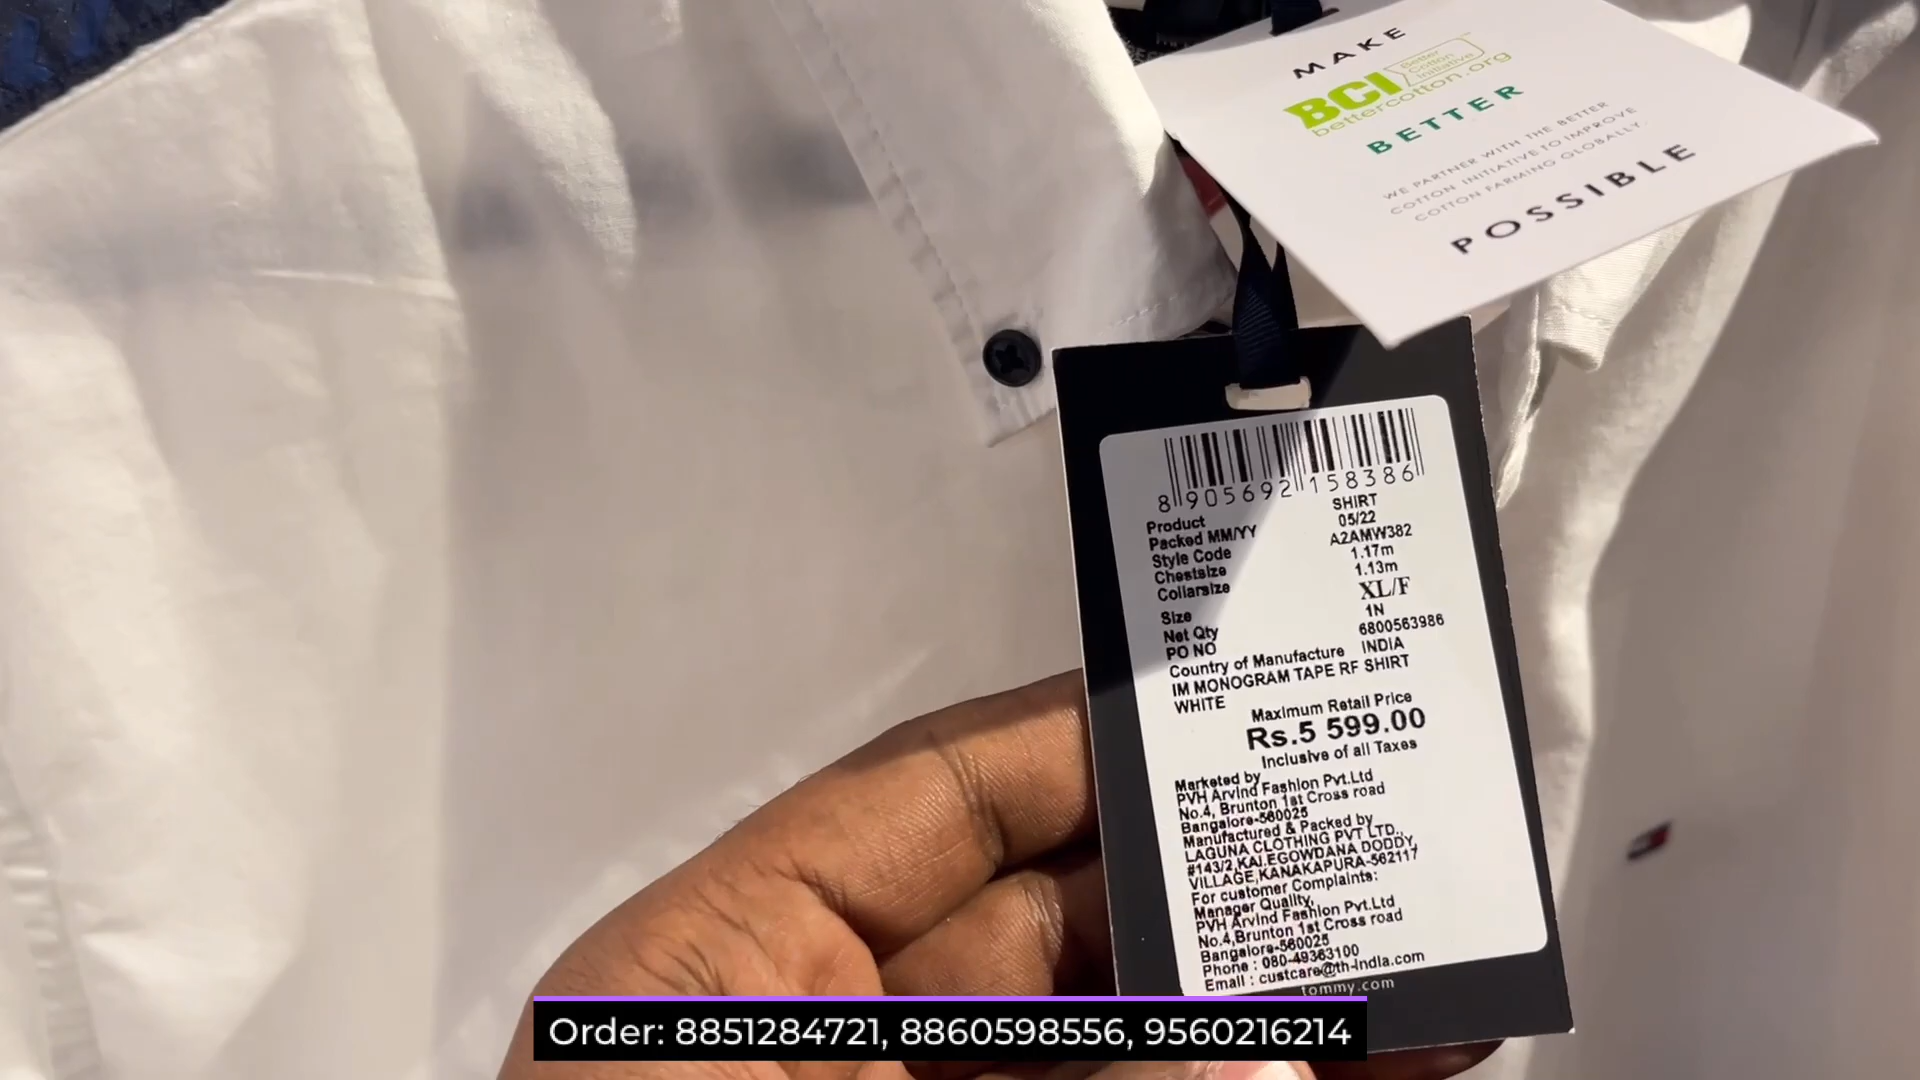 MAKE
BCI Better Cotton Initiative
bettercotton.org
BETTER
WE PARTNER WITH THE BETTER
COTTON INITIATIVE TO IMPROVE
COTTON FARMING GLOBALLY.
POSSIBLE
8 905692 158386
Product SHIRT
Packed MM/YY 05/22
Style Code A2AMW382
Chestsize 1.17m
Collarsize 1.13m
Size XL/F
Net Qty 1N
PO NO 6800563986
Country of Manufacture INDIA
IM MONOGRAM TAPE RF SHIRT
WHITE
Maximum Retail Price
Rs.5 599.00
Inclusive of all Taxes
Marketed by
PVH Arvind Fashion Pvt.Ltd
No.4, Brunton 1st Cross road
Bangalore-560025
Manufactured & Packed by
LAGUNA CLOTHING PVT LTD.,
#143/2,KAI.EGOWDANA DODDY,
VILLAGE,KANAKAPURA-562117
For customer Complaints:
Manager Quality,
PVH Arvind Fashion Pvt.Ltd
No.4,Brunton 1st Cross road
Bangalore-560025
Phone : 080-49363100
Email : custcare@th-india.com
tommy.com
Order: 8851284721, 8860598556, 9560216214